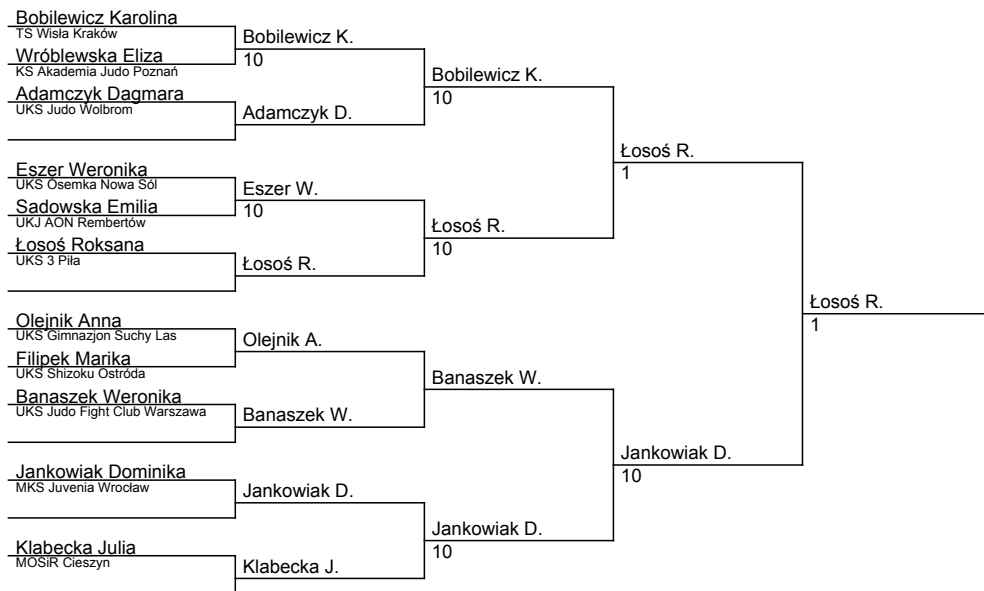 Bobilewicz Karolina
TS Wisła Kraków
Bobilewicz K.
10
Wróblewska Eliza
KS Akademia Judo Poznań
Bobilewicz K.
10
Adamczyk Dagmara
UKS Judo Wolbrom
Adamczyk D.
Łosoś R.
1
Eszer Weronika
UKS Ósemka Nowa Sól
Eszer W.
10
Sadowska Emilia
UKJ AON Rembertów
Łosoś R.
10
Łosoś Roksana
UKS 3 Piła
Łosoś R.
Łosoś R.
1
Olejnik Anna
UKS Gimnazjon Suchy Las
Olejnik A.
Filipek Marika
UKS Shizoku Ostróda
Banaszek W.
Banaszek Weronika
UKS Judo Fight Club Warszawa
Banaszek W.
Jankowiak D.
10
Jankowiak Dominika
MKS Juvenia Wrocław
Jankowiak D.
Jankowiak D.
10
Klabecka Julia
MOSiR Cieszyn
Klabecka J.